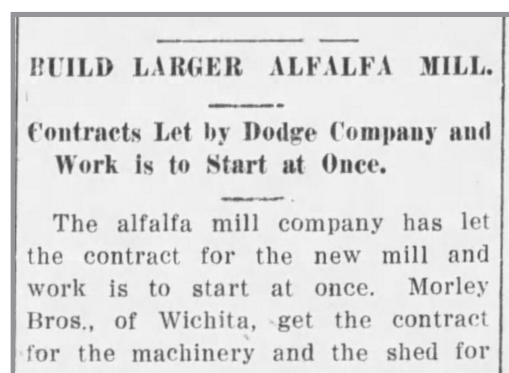 BUILD LARGER ALFALFA MILL.
Contracts Let by Dodge Company and
Work is to Start at Once.
The alfalfa mill company has let
the contract for the new mill and
work is to start at once. Morley
Bros., of Wichita, get the contract
for the machinery and the shed for